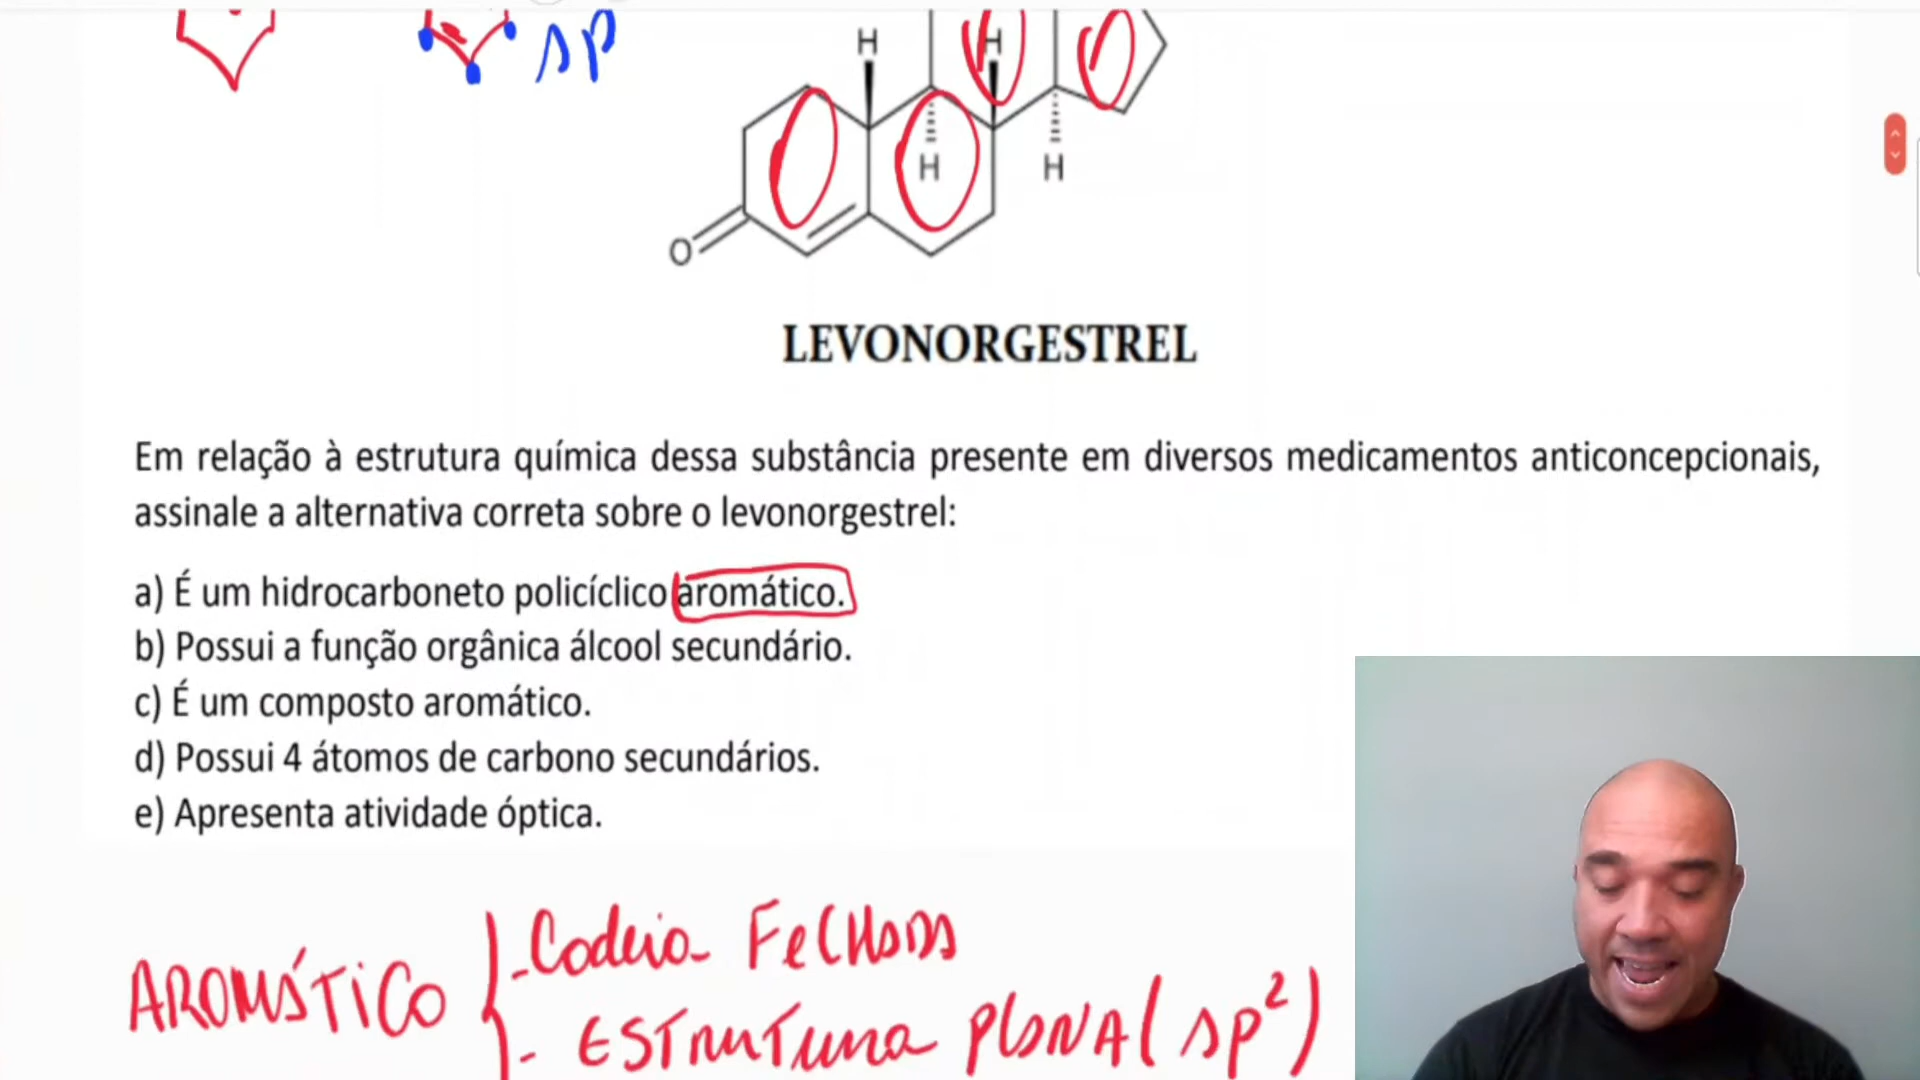 sp
H
H
H
H
O
LEVONORGESTREL
Em relação à estrutura química dessa substância presente em diversos medicamentos anticoncepcionais,
assinale a alternativa correta sobre o levonorgestrel:
a) É um hidrocarboneto policíclico aromático.
b) Possui a função orgânica álcool secundário.
c) É um composto aromático.
d) Possui 4 átomos de carbono secundários.
e) Apresenta atividade óptica.
AROMÁTICO { - Cadeia FeCHADA
- ESTRUTURA PLANA (sp²)